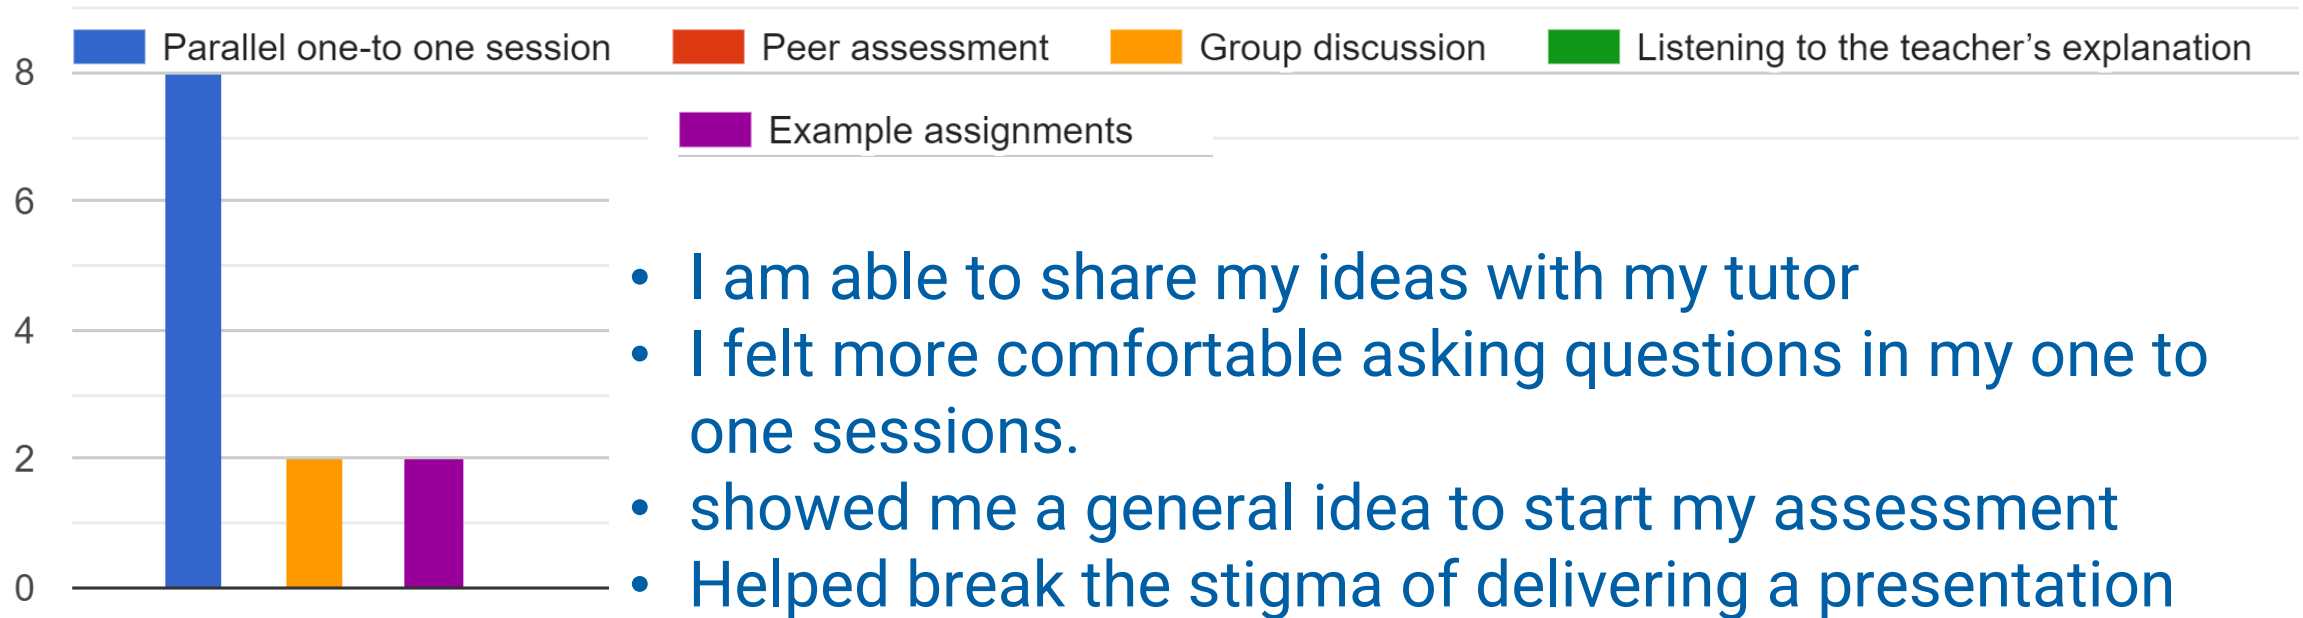 Parallel one-to one session Peer assessment Group discussion Listening to the teacher’s explanation
8
Example assignments
6
4
2
0
• I am able to share my ideas with my tutor
• I felt more comfortable asking questions in my one to
one sessions.
• showed me a general idea to start my assessment
• Helped break the stigma of delivering a presentation